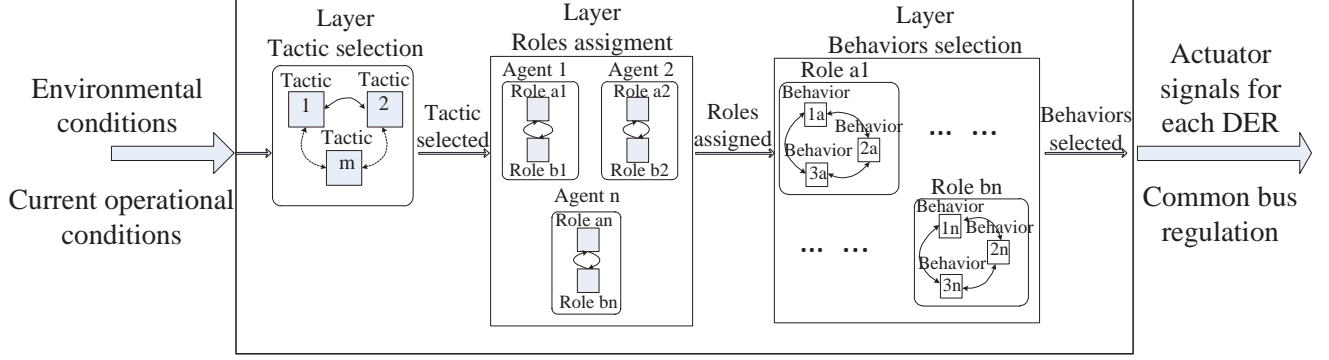 Environmental
conditions
Current operational
conditions
Layer
Tactic selection
Tactic
Tactic
1
2
Tactic
m
Tactic
selected
Layer
Roles assigment
Agent 1
Role a1
Role b1
Agent 2
Role a2
Role b2
Agent n
Role an
Role bn
Roles
assigned
Layer
Behaviors selection
Role a1
Behavior
1a
Behavior
2a
Behavior
3a
... ...
... ...
Role bn
Behavior
1n
Behavior
2n
Behavior
3n
Behaviors
selected
Actuator
signals for
each DER
Common bus
regulation